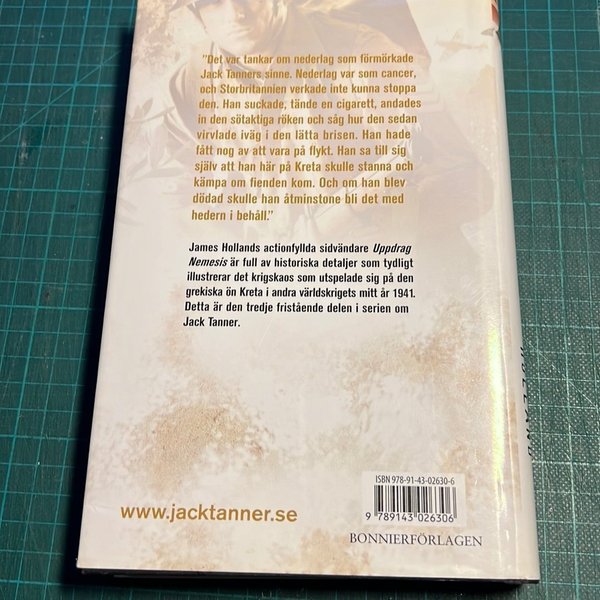 "Det var tankar om nederlag som förmörkade
Jack Tanners sinne. Nederlag var som cancer,
och Storbritannien verkade inte kunna stoppa
den. Han suckade, tände en cigarett, andades
in den sötaktiga röken och såg hur den sedan
virvlade iväg i den lätta brisen. Han hade
fått nog av att vara på flykt. Han sa till sig
själv att han här på Kreta skulle stanna och
kämpa om fienden kom. Och om han blev
dödad skulle han åtminstone bli det med
hedern i behåll."
James Hollands actionfyllda sidvändare Uppdrag
Nemesis är full av historiska detaljer som tydligt
illustrerar det krigskaos som utspelade sig på den
grekiska ön Kreta i andra världskrigets mitt år 1941.
Detta är den tredje fristående delen i serien om
Jack Tanner.
ISBN 978-91-43-02630-6
9 789143 026306
www.jacktanner.se
BONNIERFÖRLAGEN